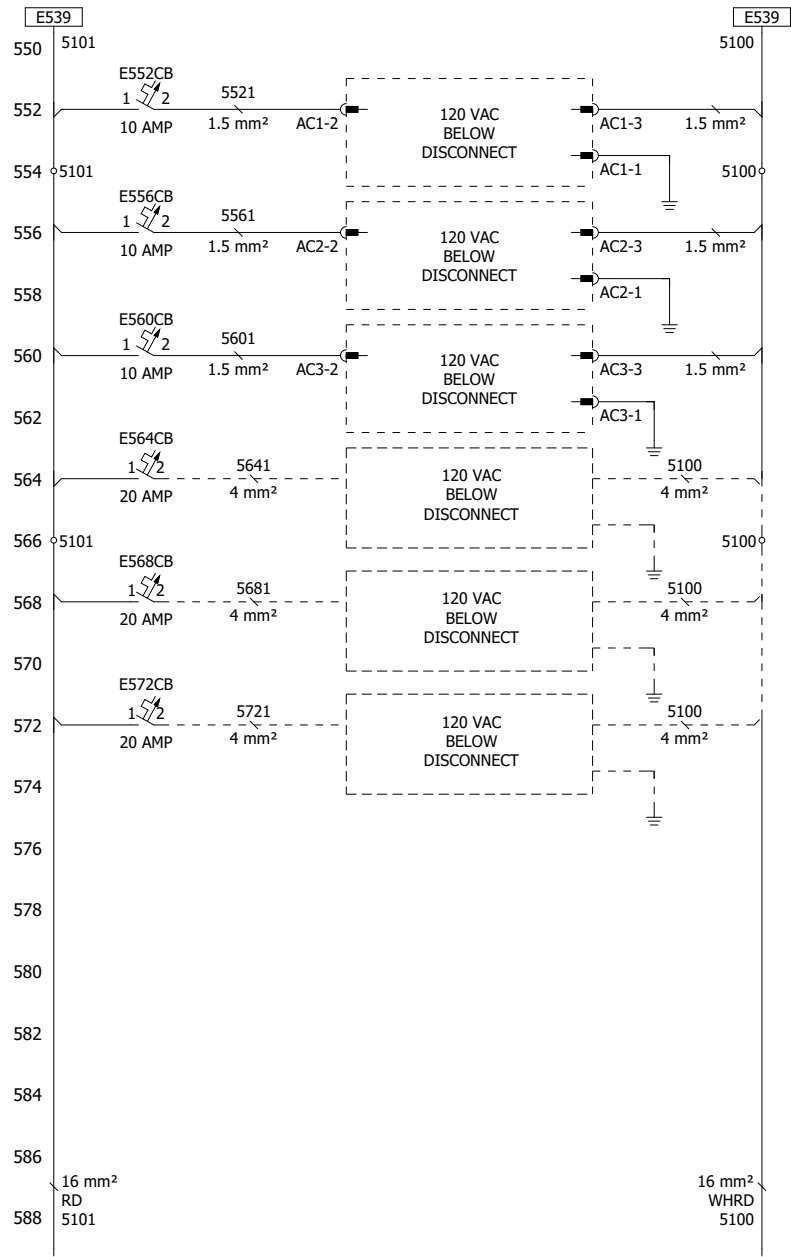 E539
E539
550
5101
5100
E552CB
1 2
5521
552
10 AMP
1.5 mm²
AC1-2
120 VAC
BELOW
DISCONNECT
AC1-3
1.5 mm²
AC1-1
554
5101
5100
E556CB
1 2
5561
556
10 AMP
1.5 mm²
AC2-2
120 VAC
BELOW
DISCONNECT
AC2-3
1.5 mm²
AC2-1
558
E560CB
1 2
5601
560
10 AMP
1.5 mm²
AC3-2
120 VAC
BELOW
DISCONNECT
AC3-3
1.5 mm²
AC3-1
562
E564CB
1 2
5641
5100
564
20 AMP
4 mm²
120 VAC
BELOW
DISCONNECT
4 mm²
566
5101
5100
E568CB
1 2
5681
5100
568
20 AMP
4 mm²
120 VAC
BELOW
DISCONNECT
4 mm²
570
E572CB
1 2
5721
5100
572
20 AMP
4 mm²
120 VAC
BELOW
DISCONNECT
4 mm²
574
576
578
580
582
584
586
16 mm²
RD
5101
16 mm²
WHRD
5100
588